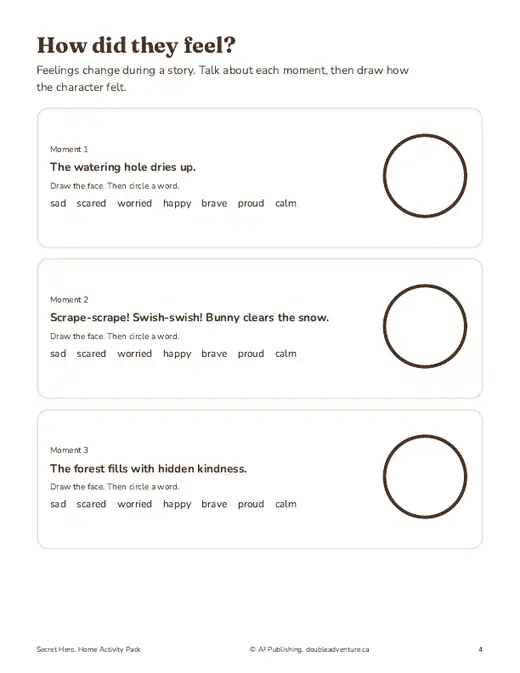 How did they feel?
Feelings change during a story. Talk about each moment, then draw how
the character felt.
Moment 1
The watering hole dries up.
Draw the face. Then circle a word.
sad scared worried happy brave proud calm
Moment 2
Scrape-scrape! Swish-swish! Bunny clears the snow.
Draw the face. Then circle a word.
sad scared worried happy brave proud calm
Moment 3
The forest fills with hidden kindness.
Draw the face. Then circle a word.
sad scared worried happy brave proud calm
Secret Hero. Home Activity Pack © A² Publishing, doubleadventure.ca 4